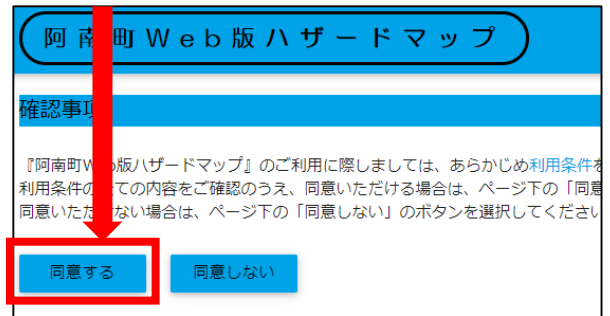 阿南町Web版ハザードマップ
確認事項
『阿南町Web版ハザードマップ』のご利用に際しましては、あらかじめ利用条件を
利用条件の全ての内容をご確認のうえ、同意いただける場合は、ページ下の「同意
同意いただけない場合は、ページ下の「同意しない」のボタンを選択してください
同意する
同意しない